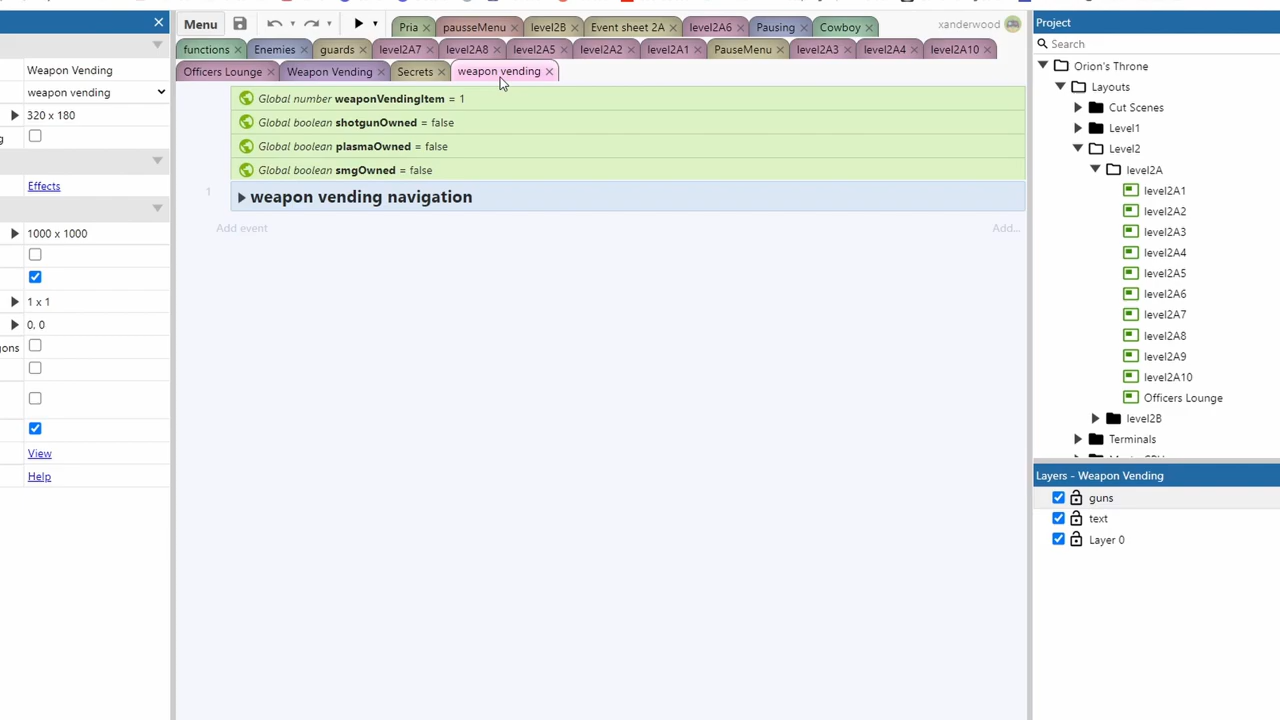 Menu
Pria
pausseMenu
level2B
Event sheet 2A
level2A6
Pausing
Cowboy
xanderwood
functions
Enemies
guards
level2A7
level2A8
level2A5
level2A2
level2A1
PauseMenu
level2A3
level2A4
level2A10
Officers Lounge
Weapon Vending
Secrets
weapon vending
Weapon Vending
weapon vending
320 x 180
g
Effects
1000 x 1000
1 x 1
0, 0
gons
View
Help
Global number weaponVendingItem = 1
Global boolean shotgunOwned = false
Global boolean plasmaOwned = false
Global boolean smgOwned = false
1
weapon vending navigation
Add event
Add...
Project
Search
Orion's Throne
Layouts
Cut Scenes
Level1
Level2
level2A
level2A1
level2A2
level2A3
level2A4
level2A5
level2A6
level2A7
level2A8
level2A9
level2A10
Officers Lounge
level2B
Terminals
Layers - Weapon Vending
guns
text
Layer 0